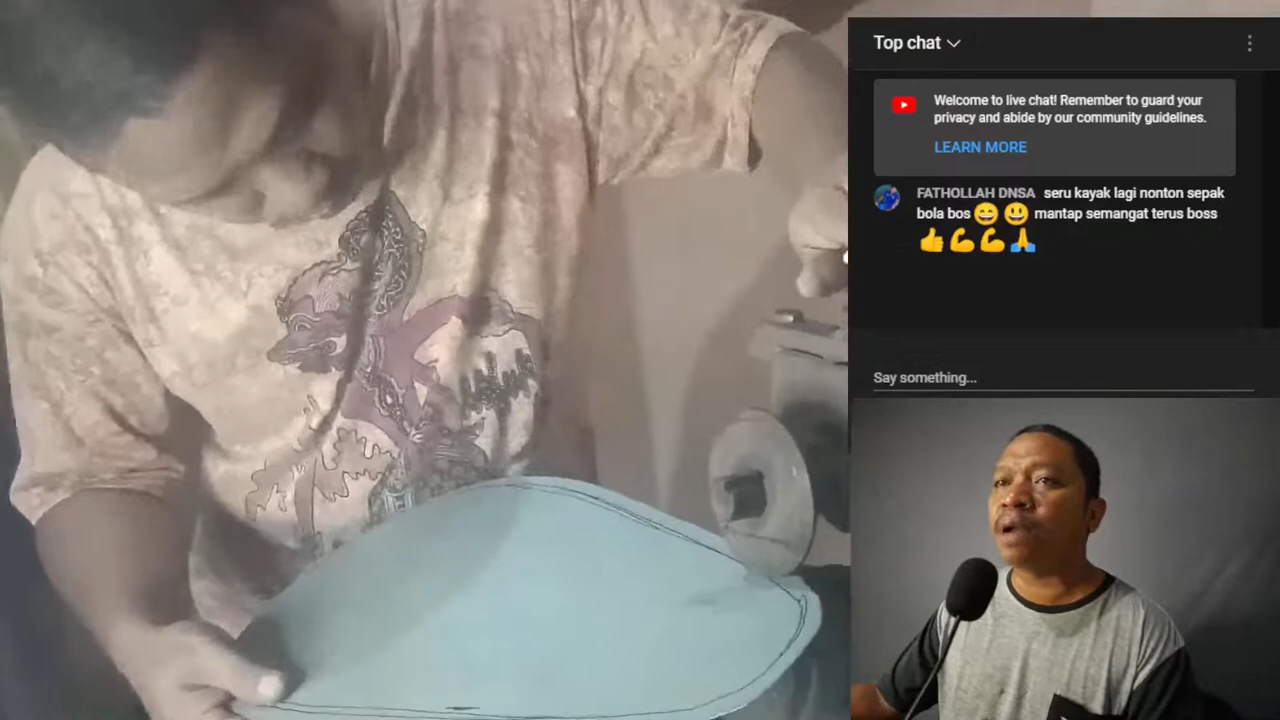 Top chat
Welcome to live chat! Remember to guard your
privacy and abide by our community guidelines.
LEARN MORE
FATHOLLAH DNSA seru kayak lagi nonton sepak
bola bos 😄 😃 mantap semangat terus boss
👍 💪 💪 🙏
Say something...